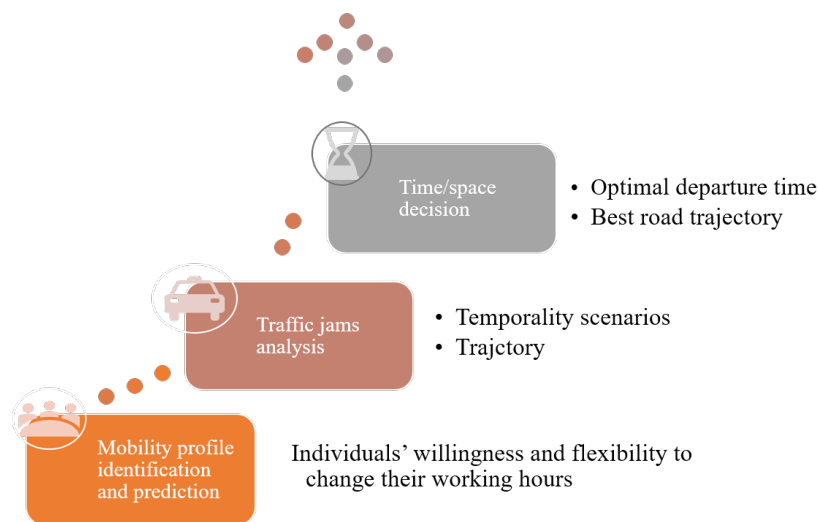 Time/space
decision
• Optimal departure time
• Best road trajectory
Traffic jams
analysis
• Temporality scenarios
• Trajctory
Mobility profile
identification
and prediction
Individuals’ willingness and flexibility to
change their working hours